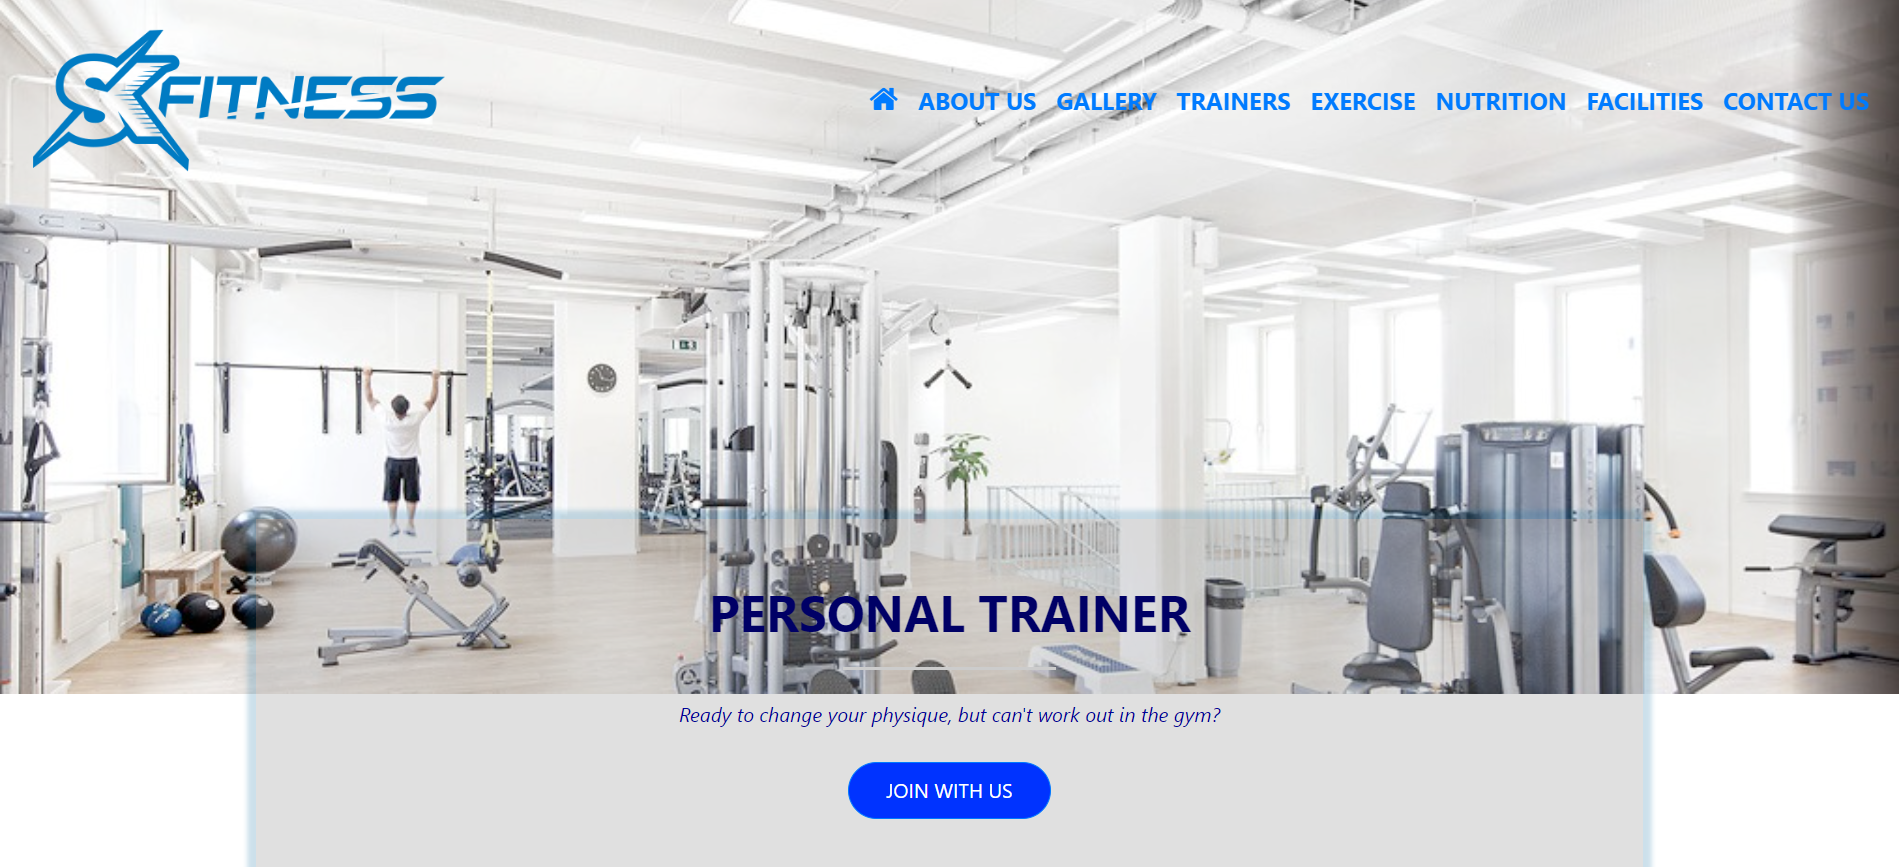 SK FITNESS
ABOUT US GALLERY TRAINERS EXERCISE NUTRITION FACILITIES CONTACT US
PERSONAL TRAINER
Ready to change your physique, but can't work out in the gym?
JOIN WITH US